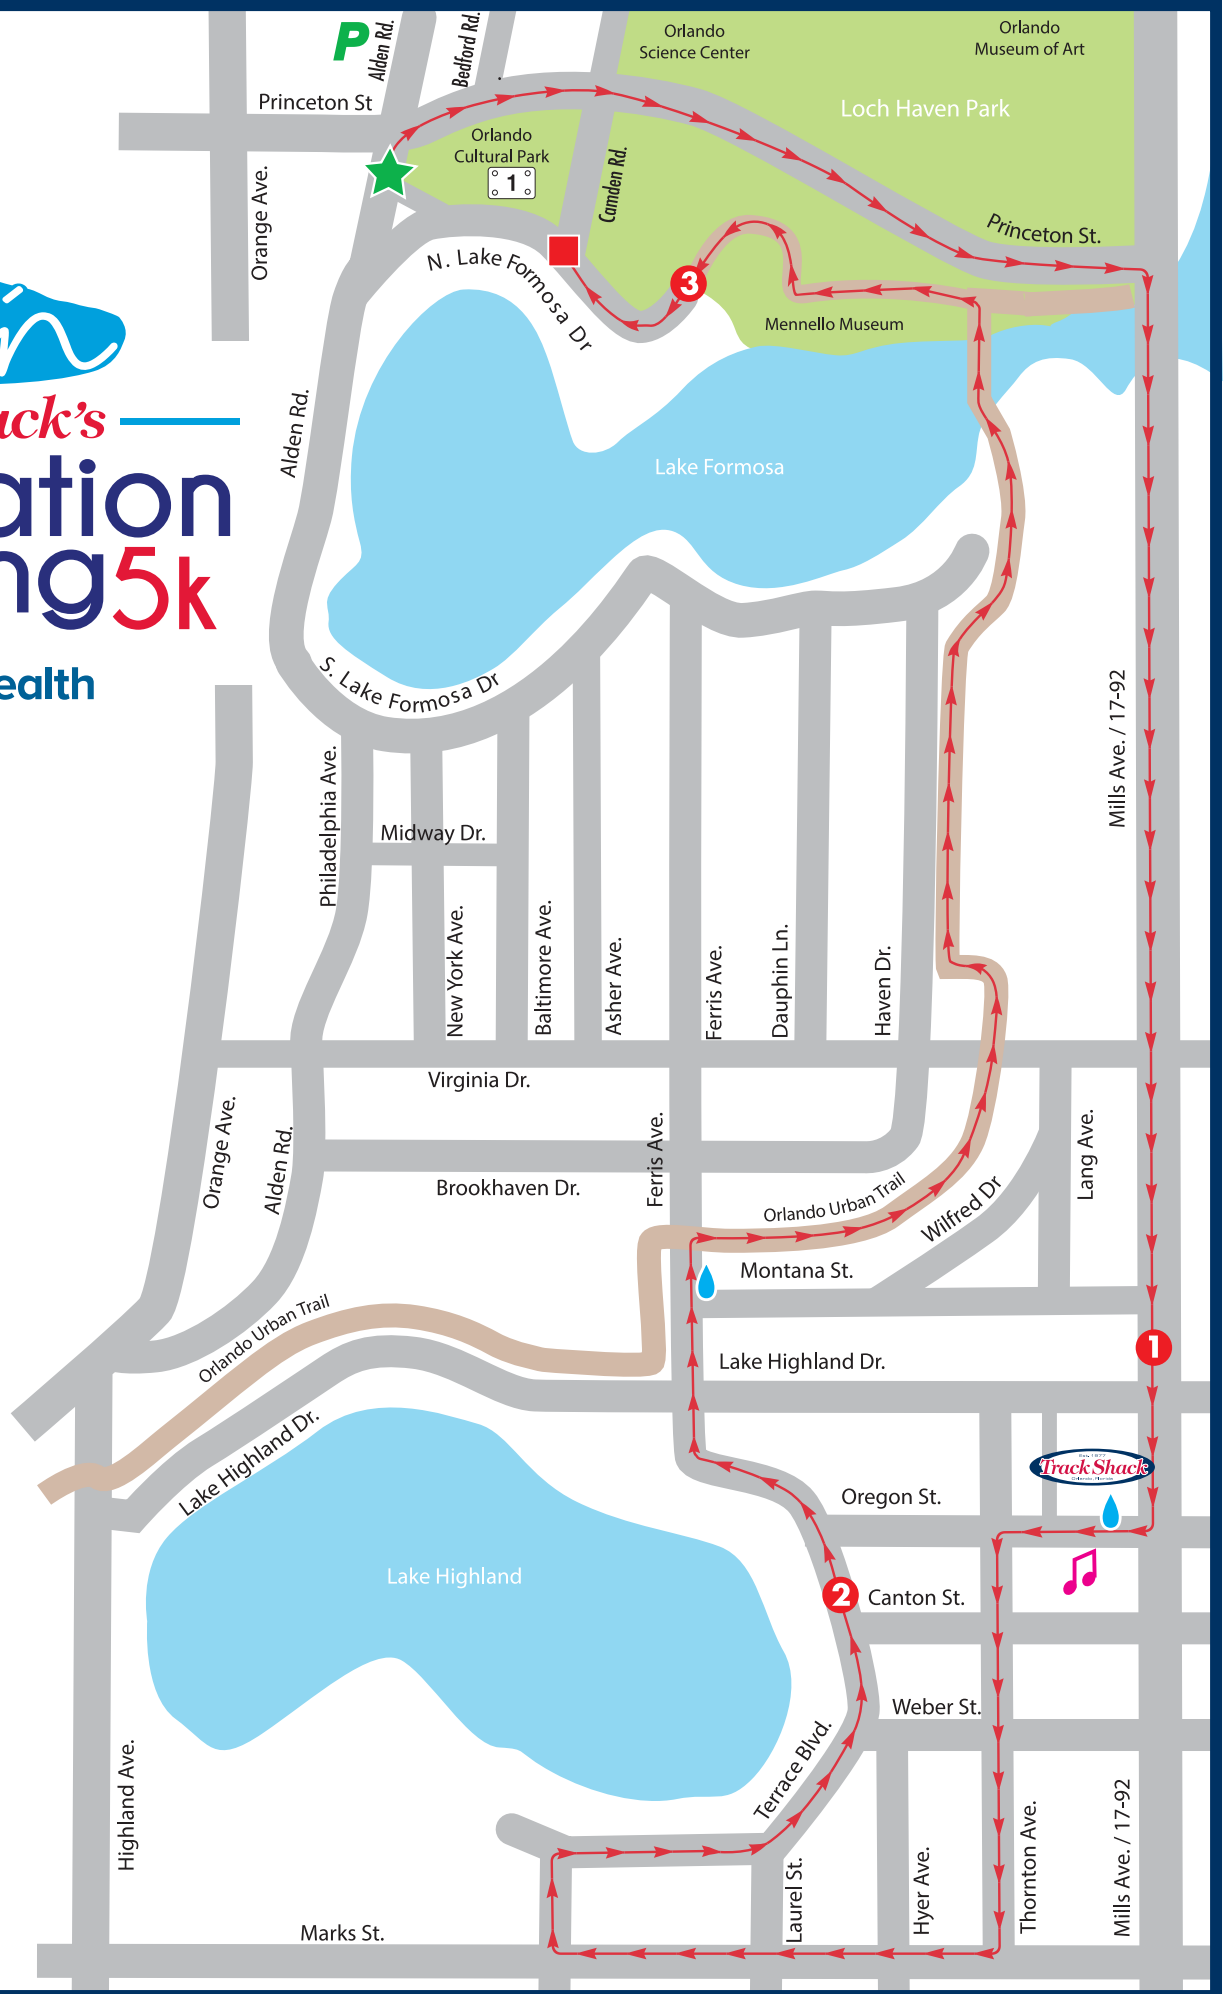 P
Alden Rd.
Bedford Rd.
Orlando
Science Center
Orlando
Museum of Art
Princeton St
Loch Haven Park
Orlando
Cultural Park
1
Camden Rd.
Orange Ave.
Princeton St.
N. Lake Formosa Dr
3
Mennello Museum
Alden Rd.
ack's
ation
ng5k
ealth
Lake Formosa
S. Lake Formosa Dr
Mills Ave. / 17-92
Philadelphia Ave.
Midway Dr.
New York Ave.
Baltimore Ave.
Asher Ave.
Ferris Ave.
Dauphin Ln.
Haven Dr.
Virginia Dr.
Orange Ave.
Alden Rd.
Ferris Ave.
Lang Ave.
Brookhaven Dr.
Orlando Urban Trail
Wilfred Dr
Montana St.
Orlando Urban Trail
1
Lake Highland Dr.
Lake Highland Dr.
Est. 1977
Track Shack
Orlando, Florida
Oregon St.
Lake Highland
2
Canton St.
Weber St.
Terrace Blvd.
Highland Ave.
Laurel St.
Hyer Ave.
Thornton Ave.
Mills Ave. / 17-92
Marks St.